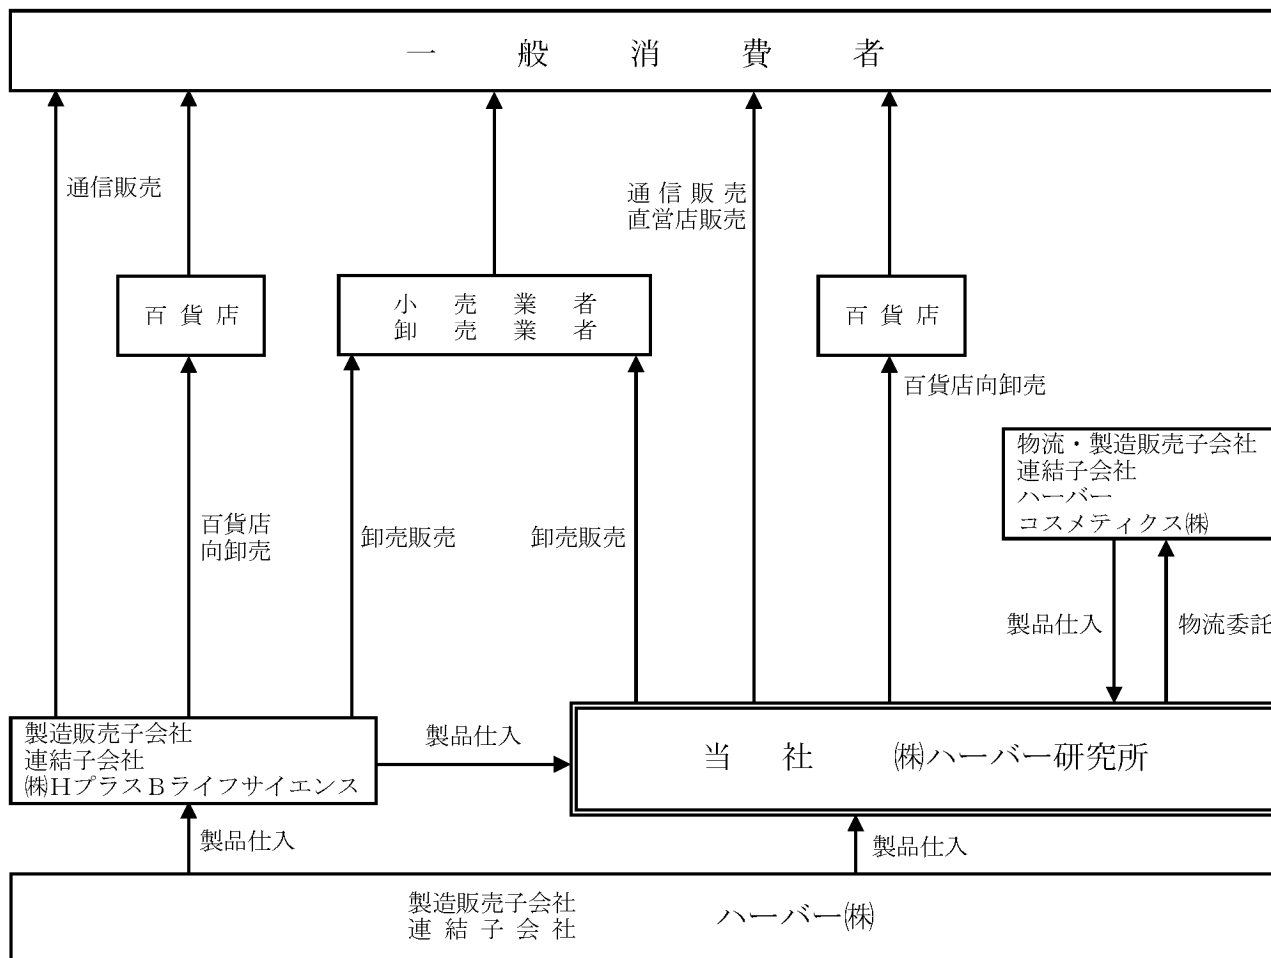 一般消費者
通信販売
通信販売
直営店販売
百貨店
小売業者
卸売業者
百貨店
百貨店向卸売
物流・製造販売子会社
連結子会社
ハーバー
コスメティクス㈱
百貨店
向卸売
卸売販売
卸売販売
製品仕入
物流委託
製造販売子会社
連結子会社
㈱HプラスBライフサイエンス
製品仕入
当社 ㈱ハーバー研究所
製品仕入
製品仕入
製造販売子会社
連結子会社
ハーバー㈱